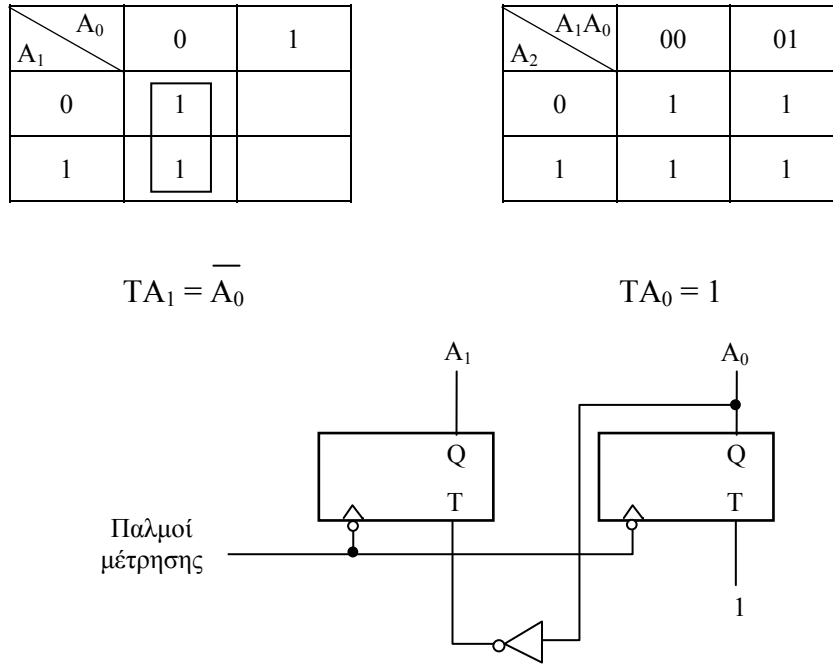 A₀ 0 1
A₁
0 1
1 1
A₁A₀ 00 01
A₂
0 1 1
1 1 1
TA₁ = A̅₀
TA₀ = 1
A₁ A₀
Q Q
T T
Παλμοί
μέτρησης
1